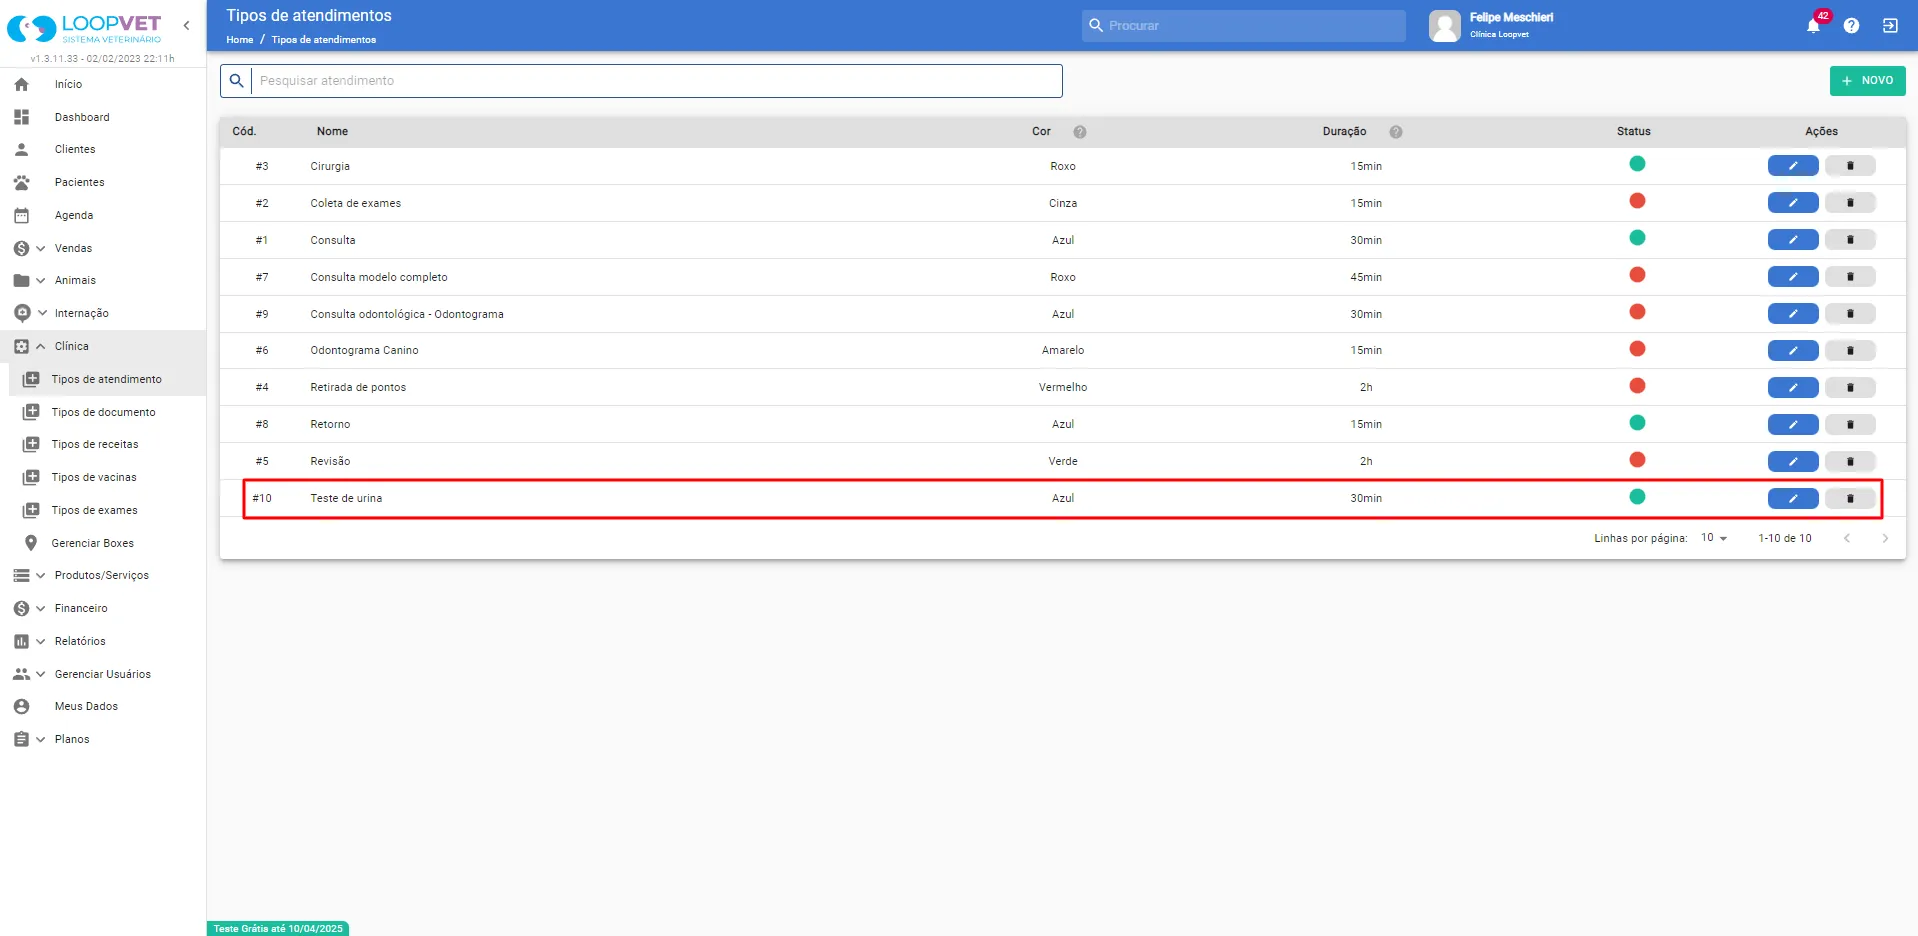 LOOPVET
SISTEMA VETERINÁRIO
v1.3.11.33 - 02/02/2023 22:11h
Início
Dashboard
Clientes
Pacientes
Agenda
Vendas
Animais
Internação
Clínica
Tipos de atendimento
Tipos de documento
Tipos de receitas
Tipos de vacinas
Tipos de exames
Gerenciar Boxes
Produtos/Serviços
Financeiro
Relatórios
Gerenciar Usuários
Meus Dados
Planos
Tipos de atendimentos
Home / Tipos de atendimentos
Procurar
Felipe Meschieri
Clínica Loopvet
42
Pesquisar atendimento
+ NOVO
Cód. Nome Cor ? Duração ? Status Ações
#3 Cirurgia Roxo 15min
#2 Coleta de exames Cinza 15min
#1 Consulta Azul 30min
#7 Consulta modelo completo Roxo 45min
#9 Consulta odontológica - Odontograma Azul 30min
#6 Odontograma Canino Amarelo 15min
#4 Retirada de pontos Vermelho 2h
#8 Retorno Azul 15min
#5 Revisão Verde 2h
#10 Teste de urina Azul 30min
Linhas por página: 10 1-10 de 10
Teste Grátis até 10/04/2025